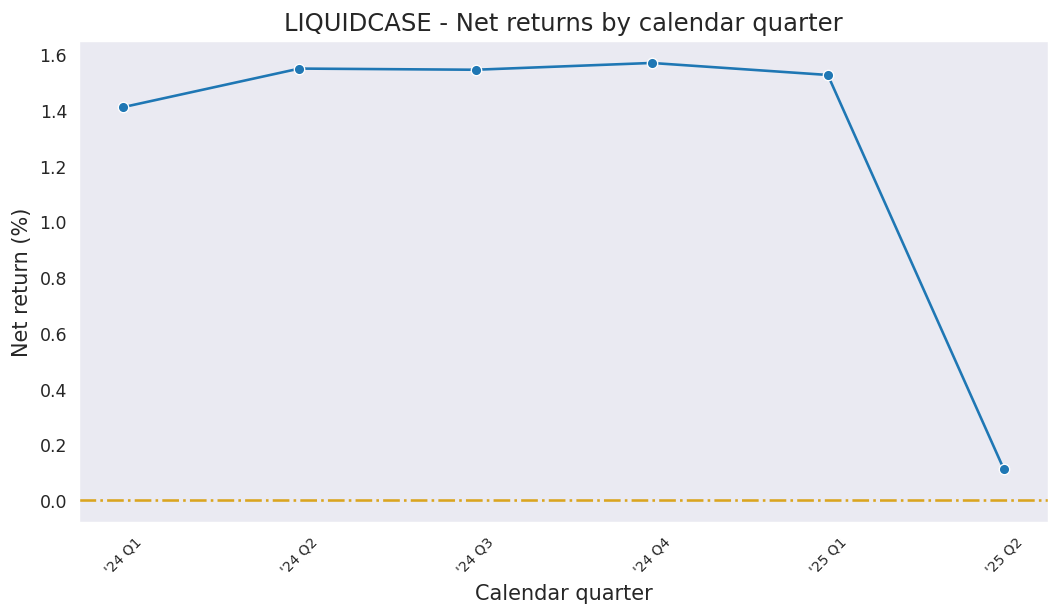 LIQUIDCASE - Net returns by calendar quarter
Net return (%)
1.6
1.4
1.2
1.0
0.8
0.6
0.4
0.2
0.0
'24 Q1
'24 Q2
'24 Q3
'24 Q4
'25 Q1
'25 Q2
Calendar quarter